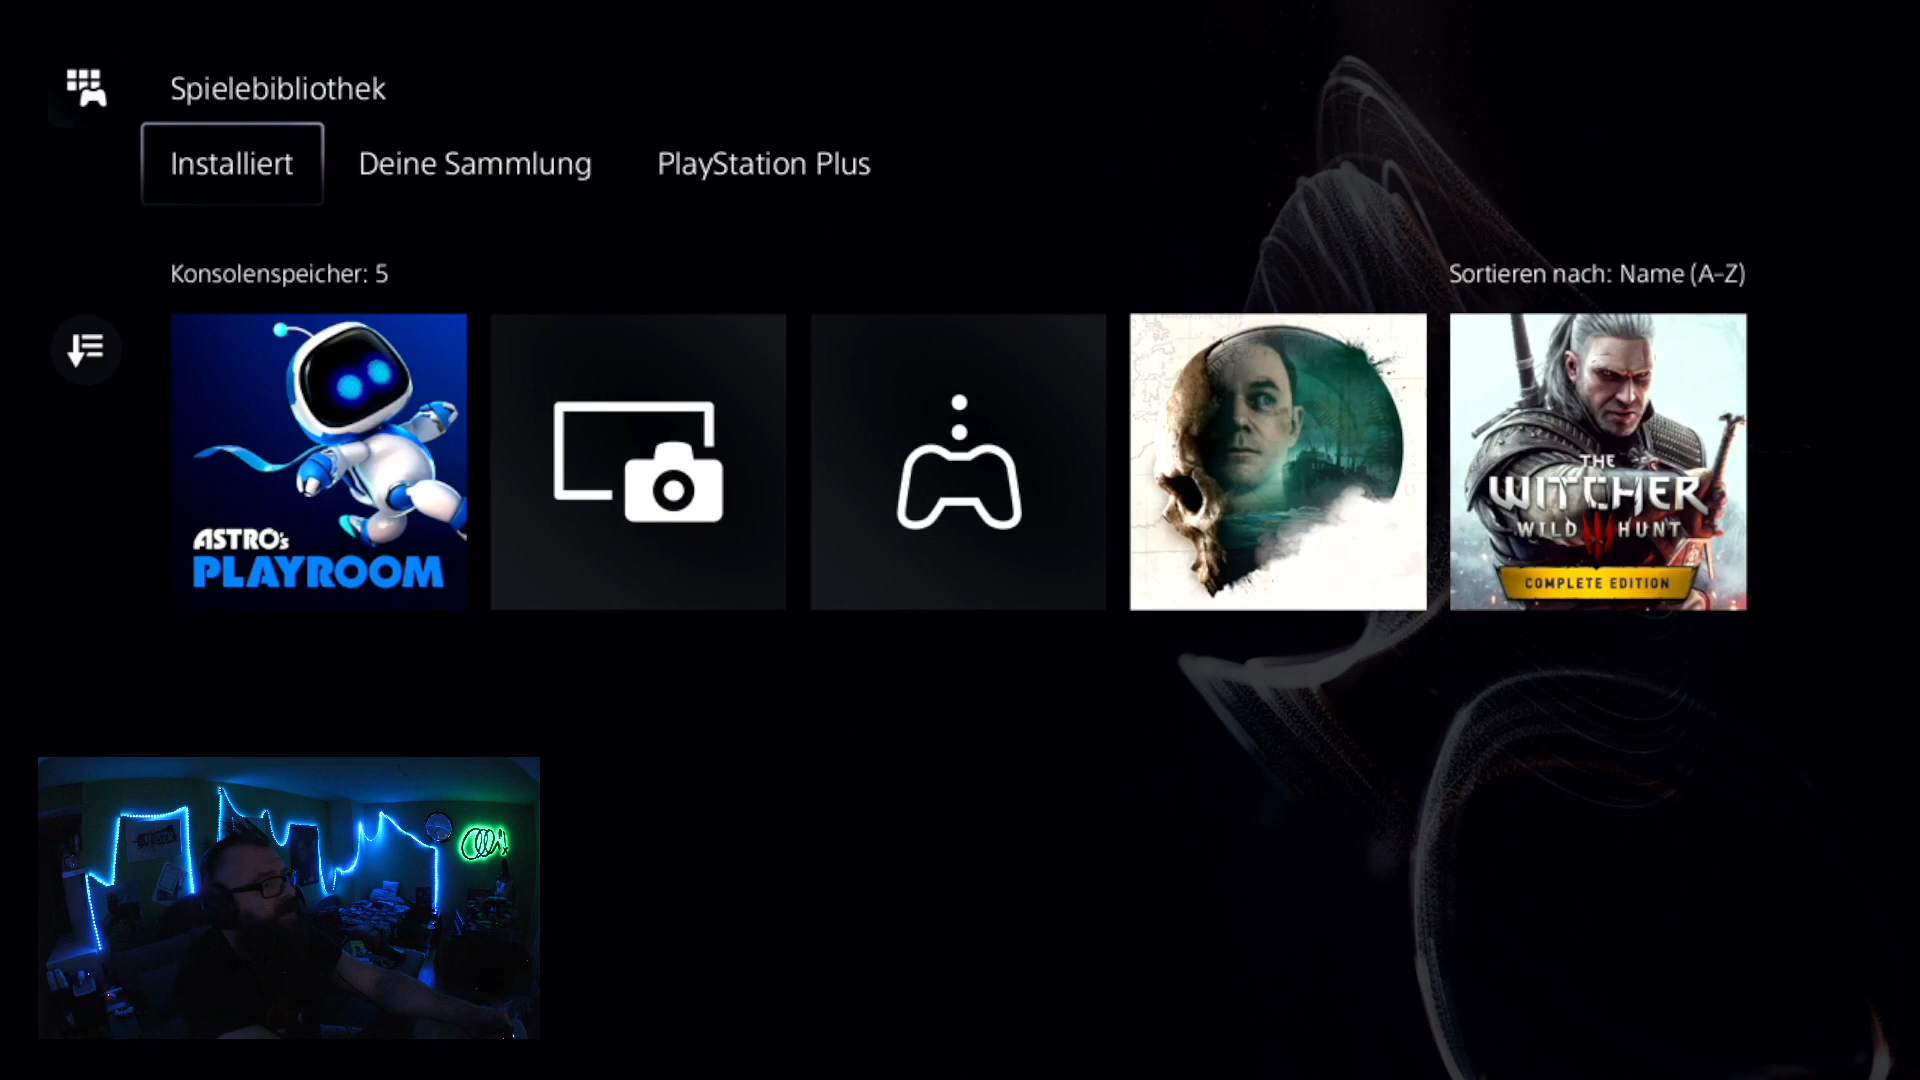 Spielebibliothek
Installiert
Deine Sammlung
PlayStation Plus
Konsolenspeicher: 5
Sortieren nach: Name (A-Z)
ASTRO's
PLAYROOM
THE
WITCHER
WILD III HUNT
COMPLETE EDITION